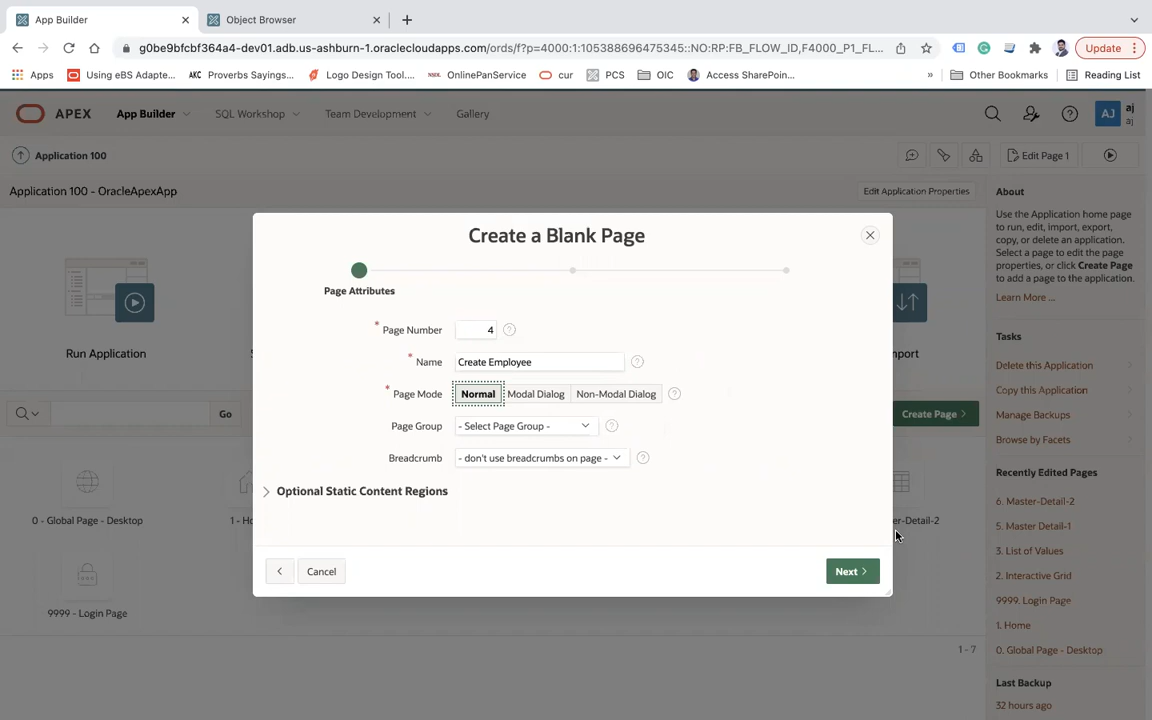 App Builder
Object Browser
g0be9bfcbf364a4-dev01.adb.us-ashburn-1.oraclecloudapps.com/ords/f?p=4000:1:105388696475345::NO:RP:FB_FLOW_ID,F4000_P1_FL...
Update
Apps
Using eBS Adapte...
AKC Proverbs Sayings...
Logo Design Tool....
OnlinePanService
cur
PCS
OIC
Access SharePoin...
»
Other Bookmarks
Reading List
APEX
App Builder
SQL Workshop
Team Development
Gallery
AJ
aj
aj
Application 100
Edit Page 1
Application 100 - OracleApexApp
Edit Application Properties
Create a Blank Page
Page Attributes
* Page Number 4
* Name Create Employee
* Page Mode Normal Modal Dialog Non-Modal Dialog
Page Group - Select Page Group -
Breadcrumb - don't use breadcrumbs on page -
Optional Static Content Regions
Cancel
Next
Run Application
Go
Create Page
0 - Global Page - Desktop
9999 - Login Page
1 - 7
About
Use the Application home page
to run, edit, import, export,
copy, or delete an application.
Select a page to edit the page
properties, or click Create Page
to add a page to the application.
Learn More ...
Tasks
Delete this Application
Copy this Application
Manage Backups
Browse by Facets
Recently Edited Pages
6. Master-Detail-2
5. Master Detail-1
3. List of Values
2. Interactive Grid
9999. Login Page
1. Home
0. Global Page - Desktop
Last Backup
32 hours ago